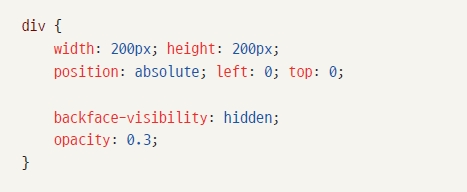 div {
    width: 200px; height: 200px;
    position: absolute; left: 0; top: 0;

    backface-visibility: hidden;
    opacity: 0.3;
}